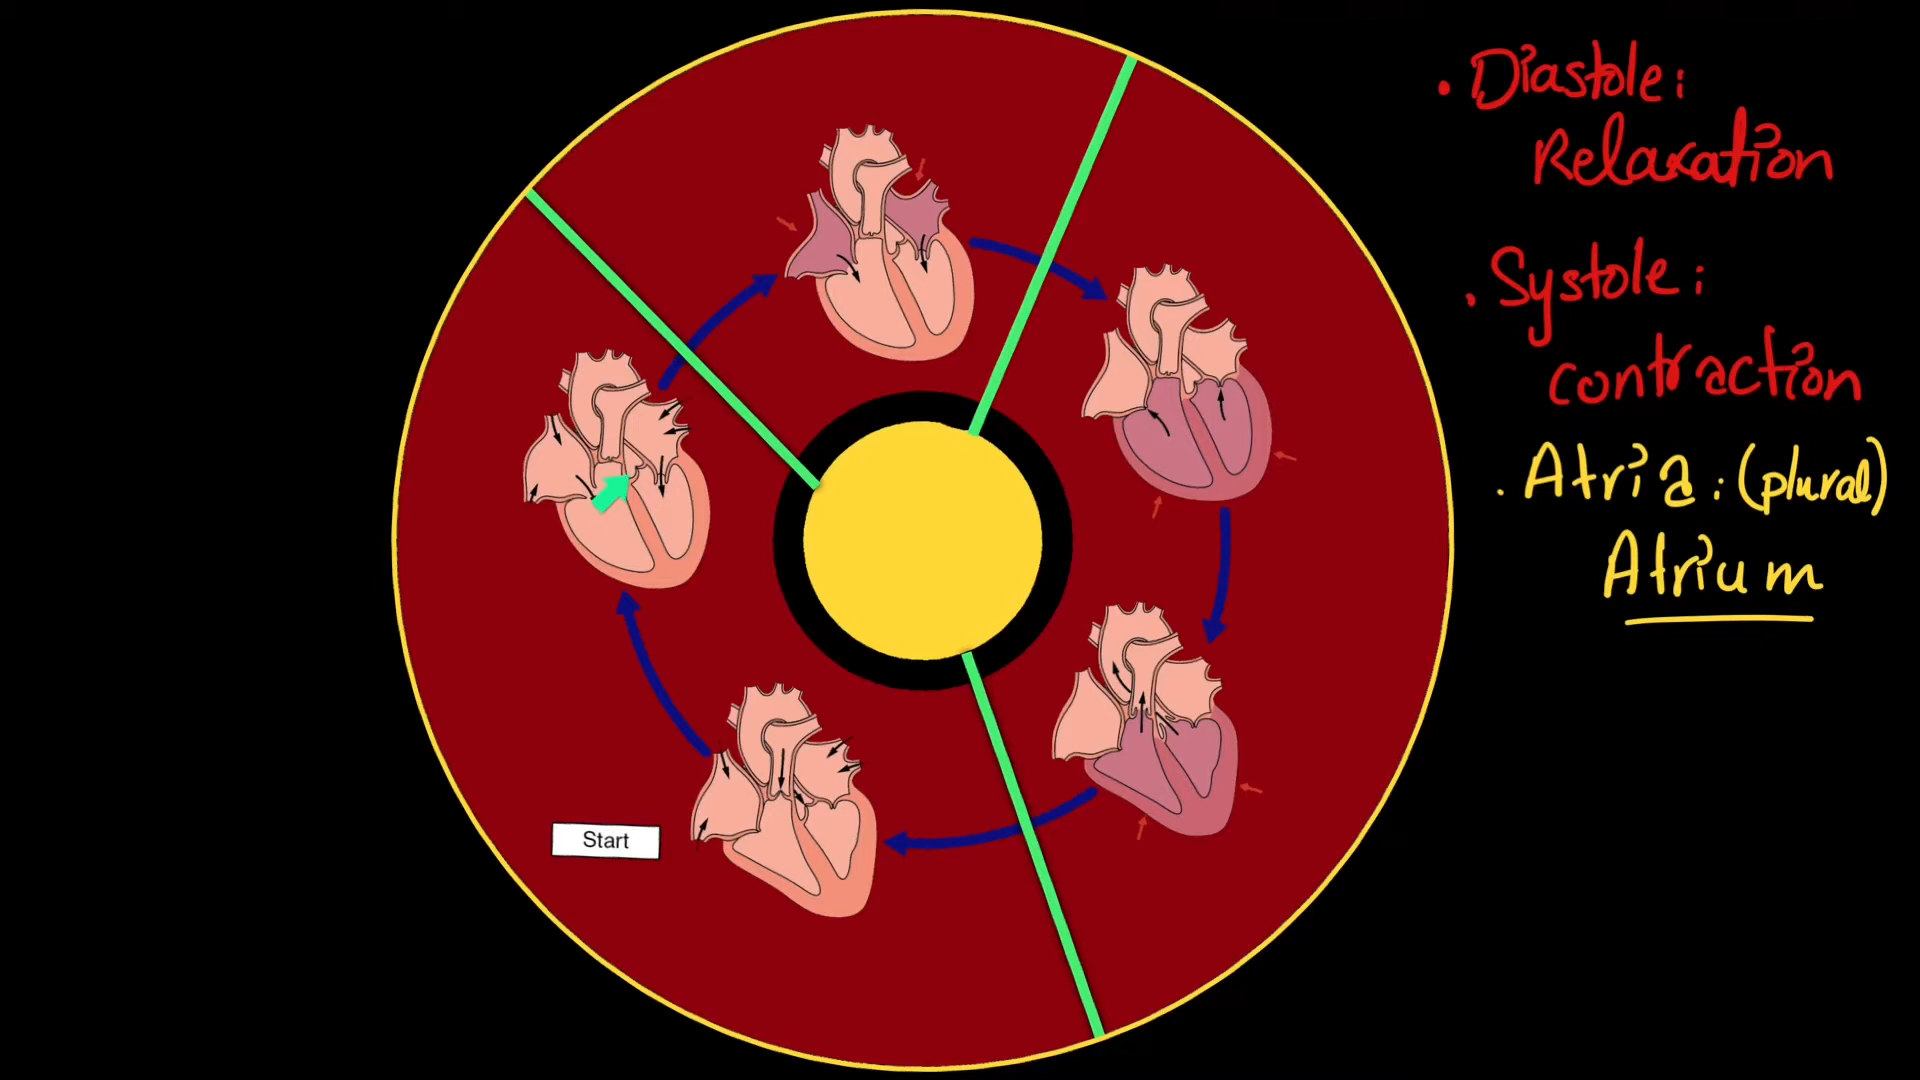 • Diastole:
Relaxation
• Systole:
contraction
• Atria: (plural)
Atrium
Start